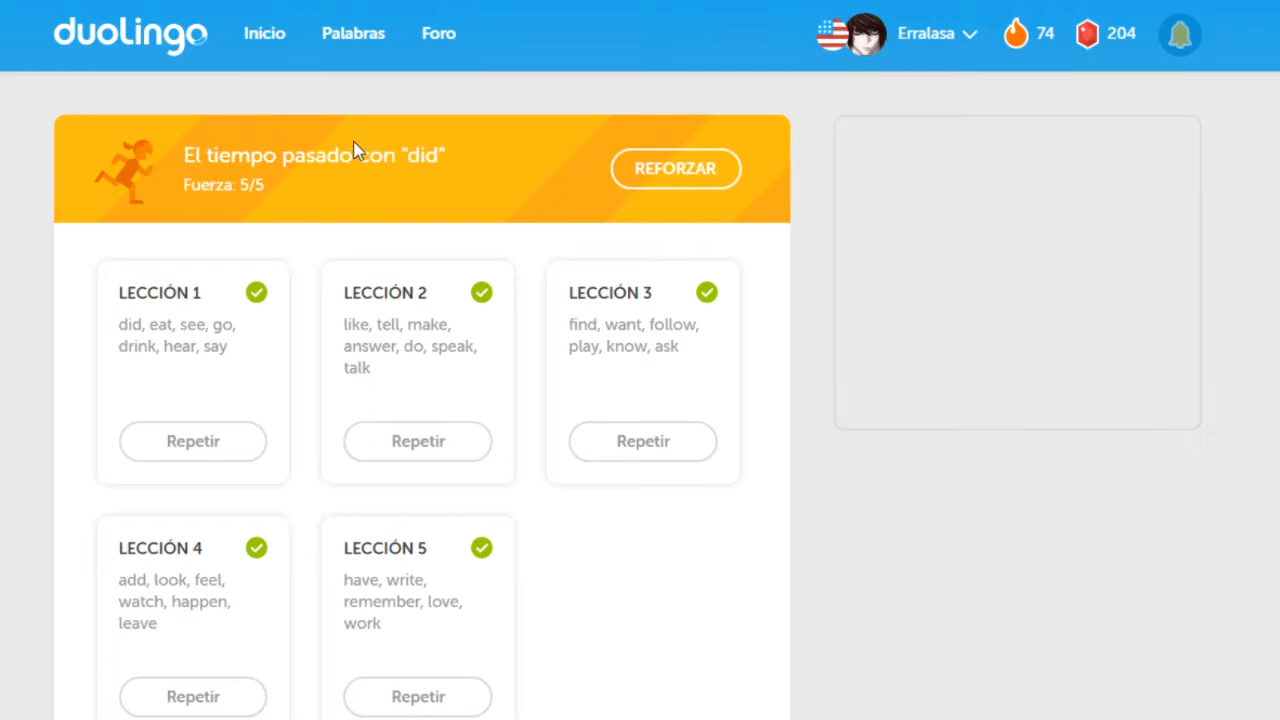 duolingo
Inicio
Palabras
Foro
Erralasa
74
204
El tiempo pasado con "did"
Fuerza: 5/5
REFORZAR
LECCIÓN 1
did, eat, see, go,
drink, hear, say
Repetir
LECCIÓN 2
like, tell, make,
answer, do, speak,
talk
Repetir
LECCIÓN 3
find, want, follow,
play, know, ask
Repetir
LECCIÓN 4
add, look, feel,
watch, happen,
leave
Repetir
LECCIÓN 5
have, write,
remember, love,
work
Repetir